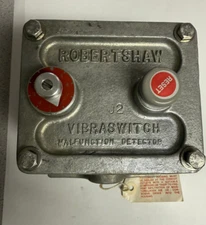 ROBERTSHAW
RESET
VIBRASWITCH
MALFUNCTION DETECTOR